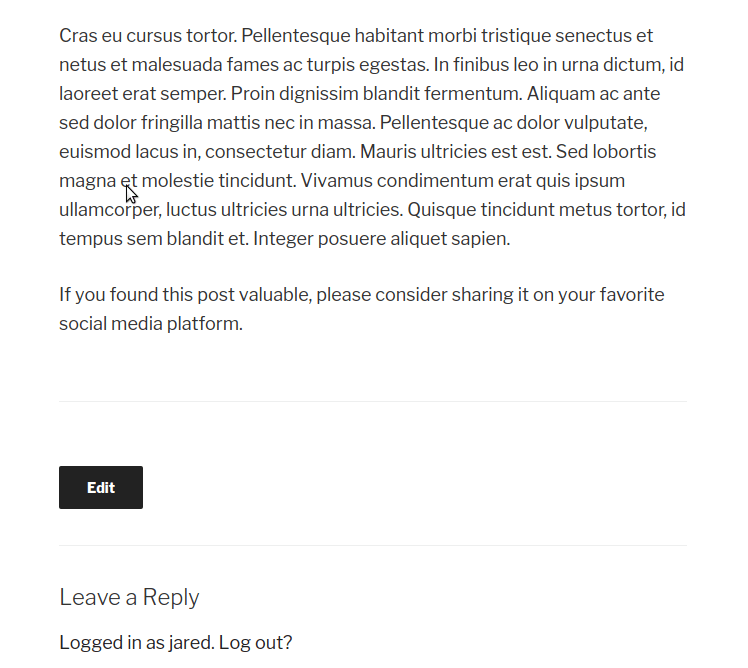 Cras eu cursus tortor. Pellentesque habitant morbi tristique senectus et
netus et malesuada fames ac turpis egestas. In finibus leo in urna dictum, id
laoreet erat semper. Proin dignissim blandit fermentum. Aliquam ac ante
sed dolor fringilla mattis nec in massa. Pellentesque ac dolor vulputate,
euismod lacus in, consectetur diam. Mauris ultricies est est. Sed lobortis
magna et molestie tincidunt. Vivamus condimentum erat quis ipsum
ullamcorper, luctus ultricies urna ultricies. Quisque tincidunt metus tortor, id
tempus sem blandit et. Integer posuere aliquet sapien.
If you found this post valuable, please consider sharing it on your favorite
social media platform.
Edit
Leave a Reply
Logged in as jared. Log out?